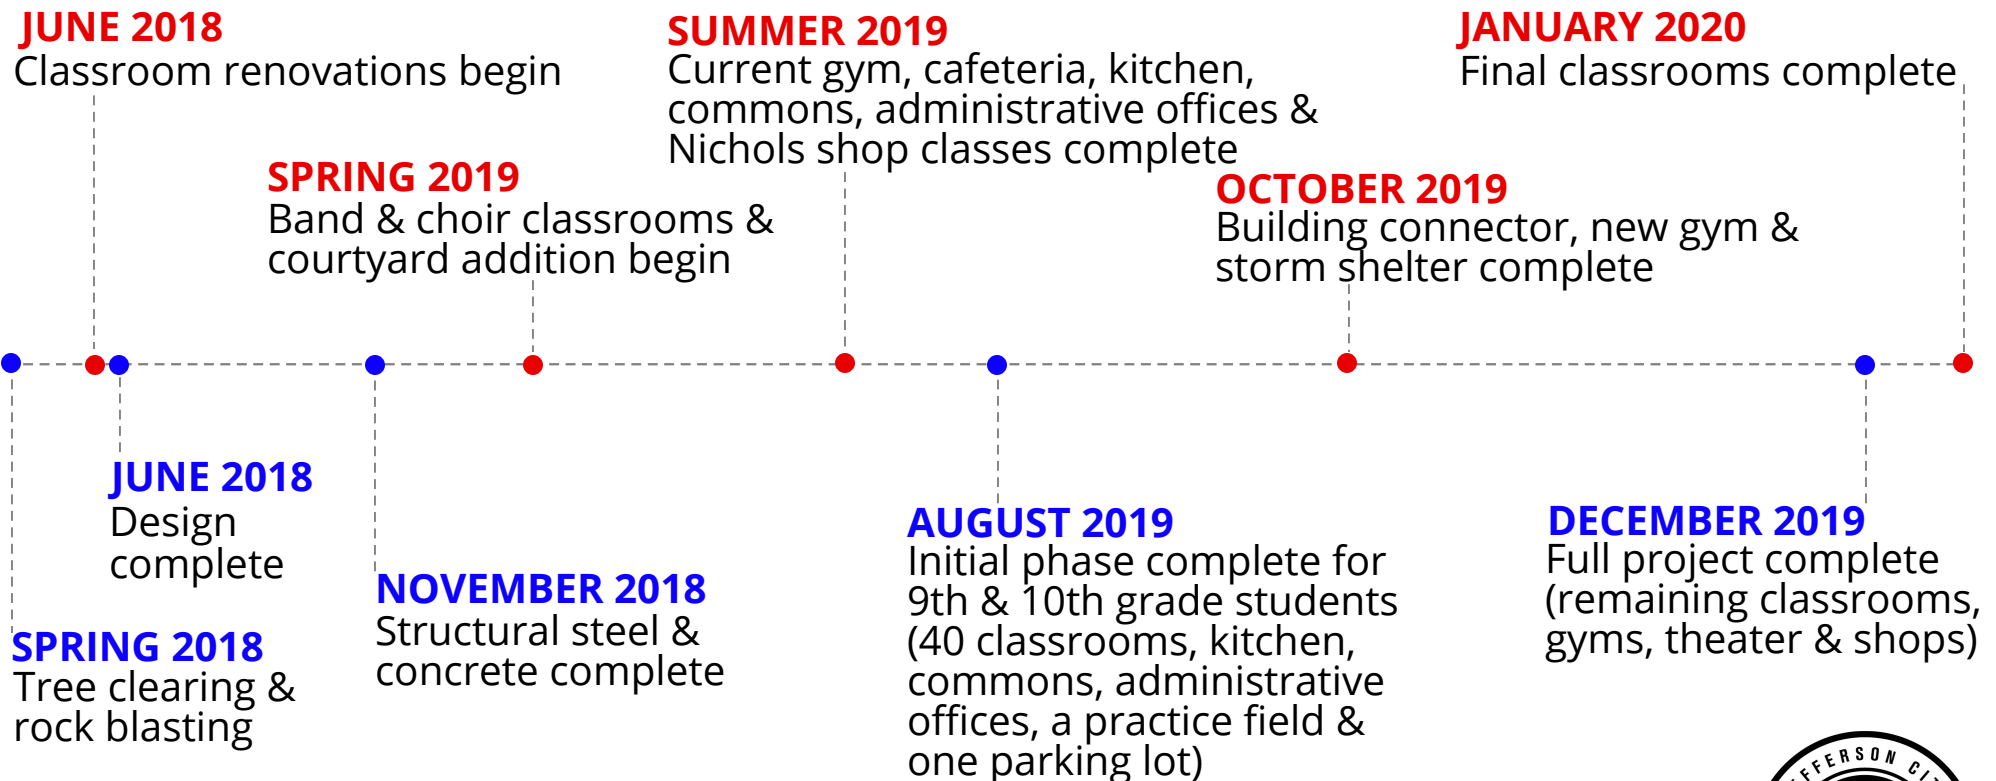 JUNE 2018
Classroom renovations begin
SPRING 2019
Band & choir classrooms &
courtyard addition begin
SUMMER 2019
Current gym, cafeteria, kitchen,
commons, administrative offices &
Nichols shop classes complete
OCTOBER 2019
Building connector, new gym &
storm shelter complete
JANUARY 2020
Final classrooms complete
SPRING 2018
Tree clearing &
rock blasting
JUNE 2018
Design
complete
NOVEMBER 2018
Structural steel &
concrete complete
AUGUST 2019
Initial phase complete for
9th & 10th grade students
(40 classrooms, kitchen,
commons, administrative
offices, a practice field &
one parking lot)
DECEMBER 2019
Full project complete
(remaining classrooms,
gyms, theater & shops)